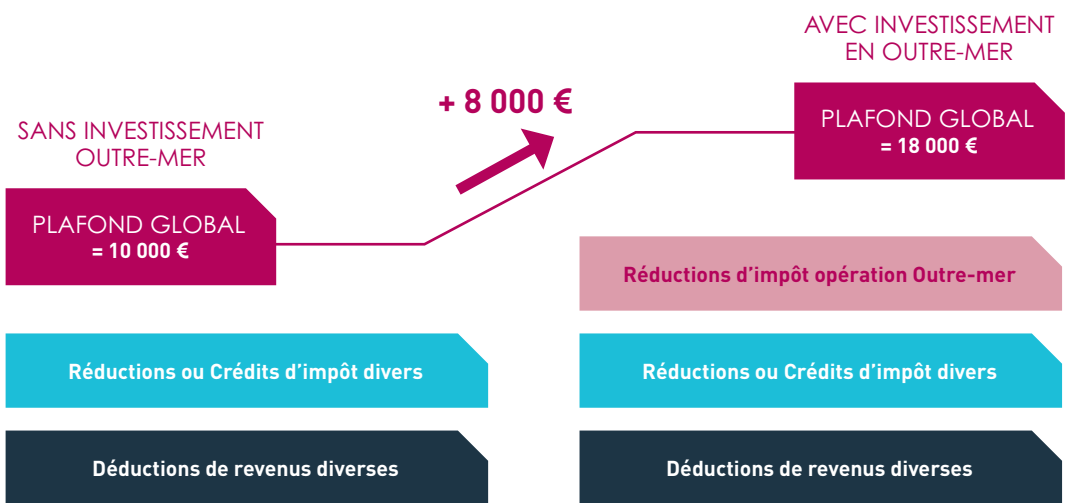 SANS INVESTISSEMENT
OUTRE-MER
PLAFOND GLOBAL
= 10 000 €
+ 8 000 €
AVEC INVESTISSEMENT
EN OUTRE-MER
PLAFOND GLOBAL
= 18 000 €
Réductions d’impôt opération Outre-mer
Réductions ou Crédits d’impôt divers
Réductions ou Crédits d’impôt divers
Déductions de revenus diverses
Déductions de revenus diverses